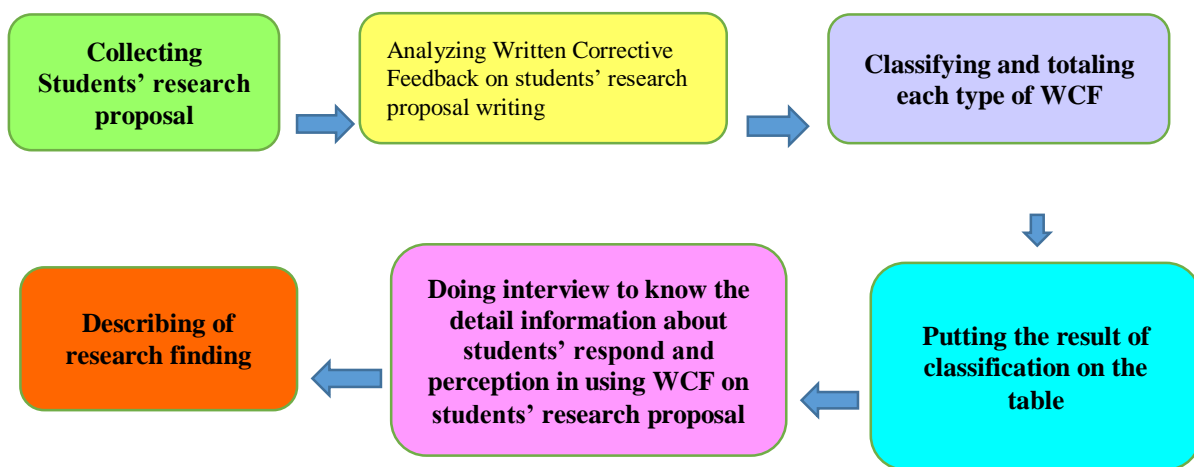 Collecting
Students’ research
proposal
Analyzing Written Corrective
Feedback on students’ research
proposal writing
Classifying and totaling
each type of WCF
Putting the result of
classification on the
table
Doing interview to know the
detail information about
students’ respond and
perception in using WCF on
students’ research proposal
Describing of
research finding